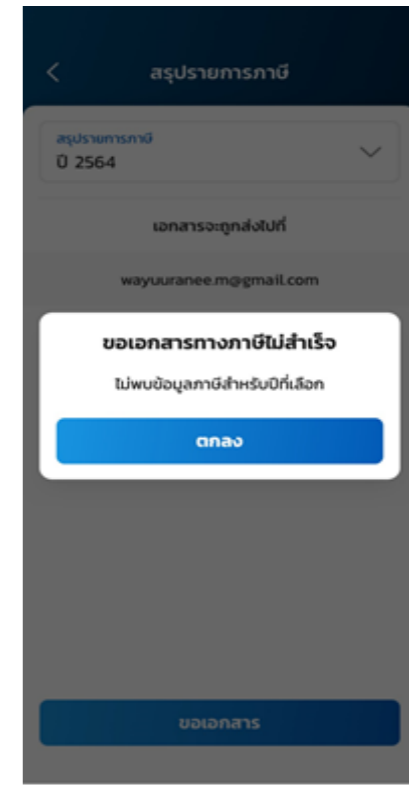 สรุปรายการภาษี
สรุปรายการภาษี
ปี 2564
เอกสารจะถูกส่งไปที่
wayuuranee.m@gmail.com
ขอเอกสารทางภาษีไม่สำเร็จ
ไม่พบข้อมูลภาษีสำหรับปีที่เลือก
ตกลง
ขอเอกสาร